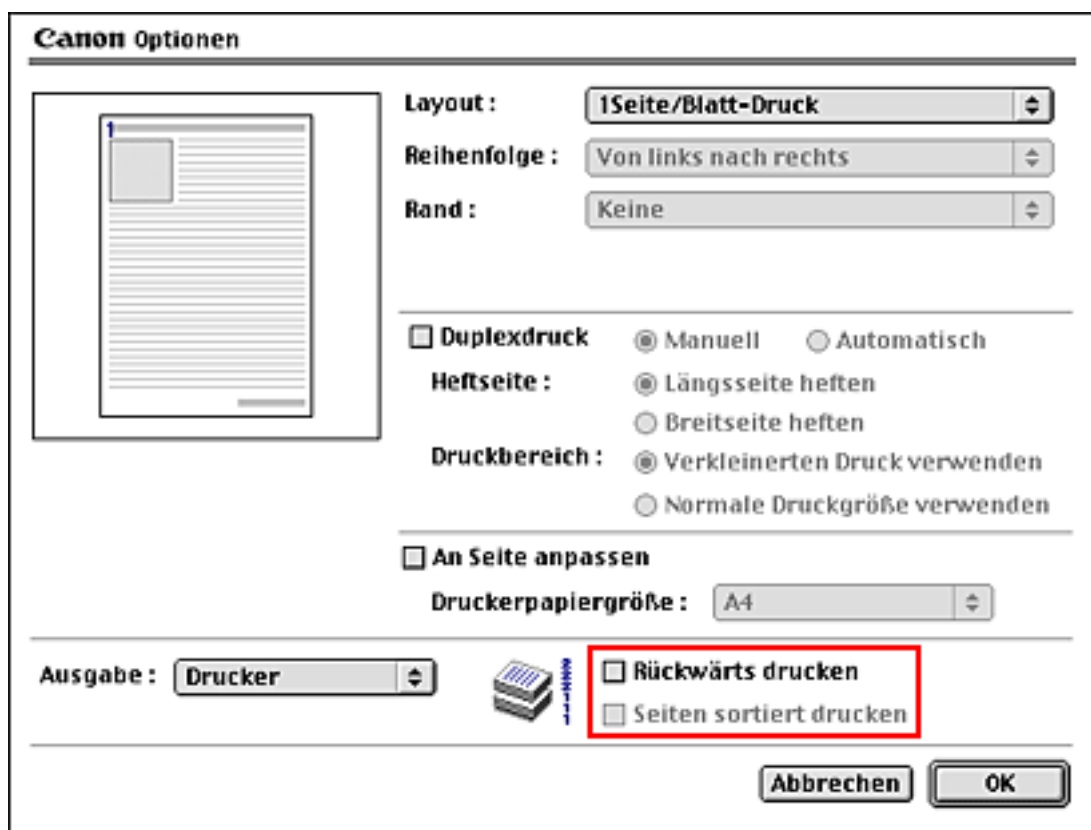 Canon Optionen
1
Layout : 1Seite/Blatt-Druck
Reihenfolge : Von links nach rechts
Rand : Keine
Duplexdruck Manuell Automatisch
Heftseite : Längsseite heften
Breitseite heften
Druckbereich : Verkleinerten Druck verwenden
Normale Druckgröße verwenden
An Seite anpassen
Druckerpapiergröße : A4
Ausgabe : Drucker
Rückwärts drucken
Seiten sortiert drucken
Abbrechen OK